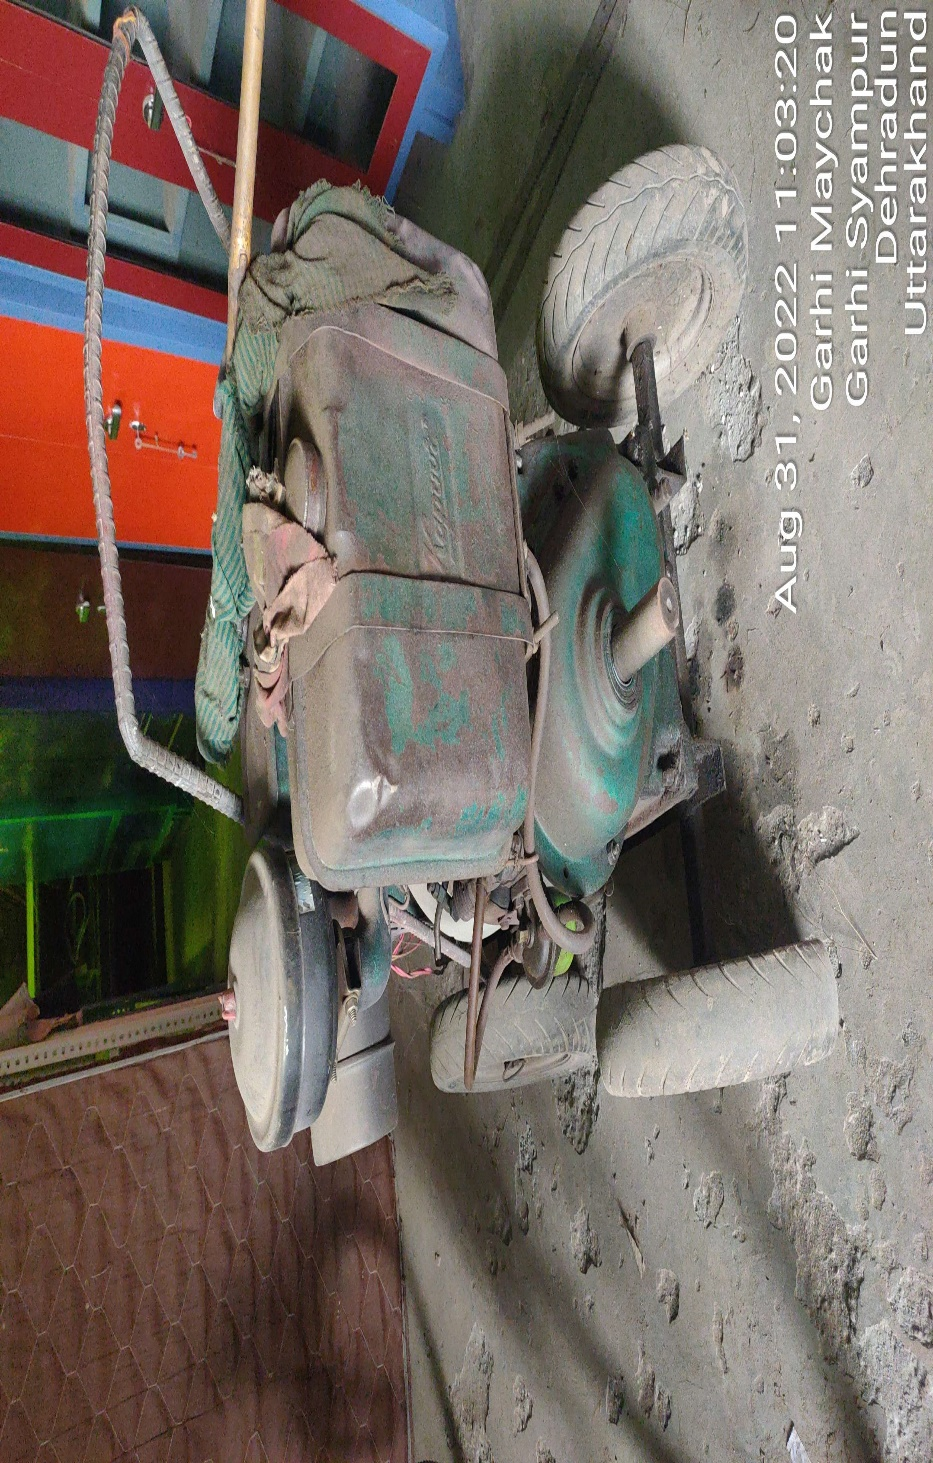 Aug 31, 2022 11:03:20
Garhi Maychak
Garhi Syampur
Dehradun
Uttarakhand